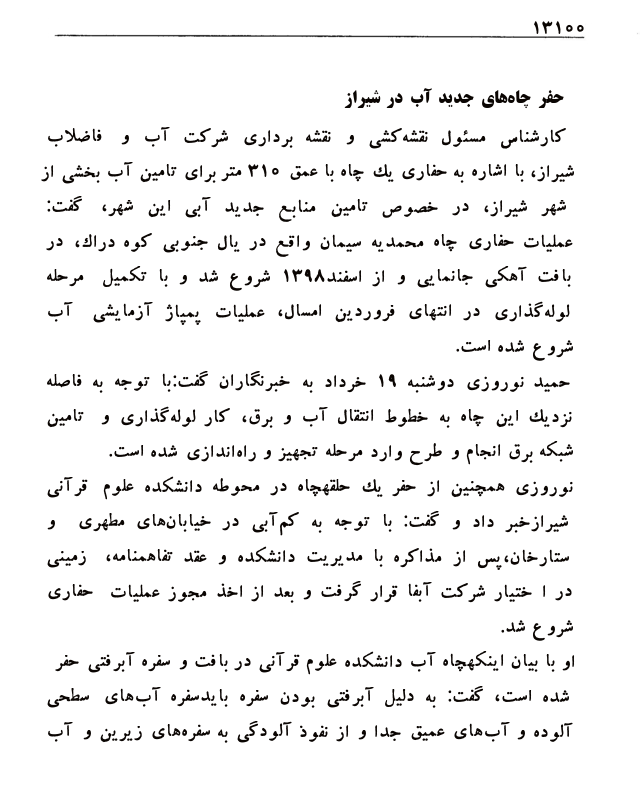 ۱۳۱۰۰
حفر چاه‌های جدید آب در شیراز
کارشناس مسئول نقشه‌کشی و نقشه برداری شرکت آب و فاضلاب
شیراز، با اشاره به حفاری یك چاه با عمق ۳۱۰ متر برای تامین آب بخشی از
شهر شیراز، در خصوص تامین منابع جدید آبی این شهر، گفت:
عملیات حفاری چاه محمدیه سیمان واقع در یال جنوبی کوه دراك، در
بافت آهکی جانمایی و از اسفند۱۳۹۸ شروع شد و با تکمیل مرحله
لوله‌گذاری در انتهای فروردین امسال، عملیات پمپاژ آزمایشی آب
شروع شده است.
حمید نوروزی دوشنبه ۱۹ خرداد به خبرنگاران گفت:با توجه به فاصله
نزدیك این چاه به خطوط انتقال آب و برق، کار لوله‌گذاری و تامین
شبکه برق انجام و طرح وارد مرحله تجهیز و راه‌اندازی شده است.
نوروزی همچنین از حفر یك حلقهچاه در محوطه دانشکده علوم قرآنی
شیرازخبر داد و گفت: با توجه به کم‌آبی در خیابان‌های مطهری و
ستارخان،پس از مذاکره با مدیریت دانشکده و عقد تفاهمنامه، زمینی
در ا ختیار شرکت آبفا قرار گرفت و بعد از اخذ مجوز عملیات حفاری
شروع شد.
او با بیان اینکهچاه آب دانشکده علوم قرآنی در بافت و سفره آبرفتی حفر
شده است، گفت: به دلیل آبرفتی بودن سفره بایدسفره آب‌های سطحی
آلوده و آب‌های عمیق جدا و از نفوذ آلودگی به سفره‌های زیرین و آب